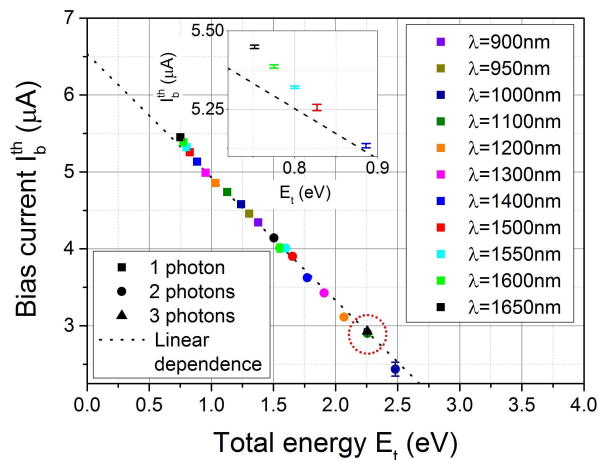 7
6
5
4
3
2
Bias current I_b^th (μA)
0.0
0.5
1.0
1.5
2.0
2.5
3.0
3.5
4.0
Total energy E_t (eV)
5.50
5.25
I_b^th (μA)
0.8
0.9
E_t (eV)
1 photon
2 photons
3 photons
Linear
dependence
λ=900nm
λ=950nm
λ=1000nm
λ=1100nm
λ=1200nm
λ=1300nm
λ=1400nm
λ=1500nm
λ=1550nm
λ=1600nm
λ=1650nm